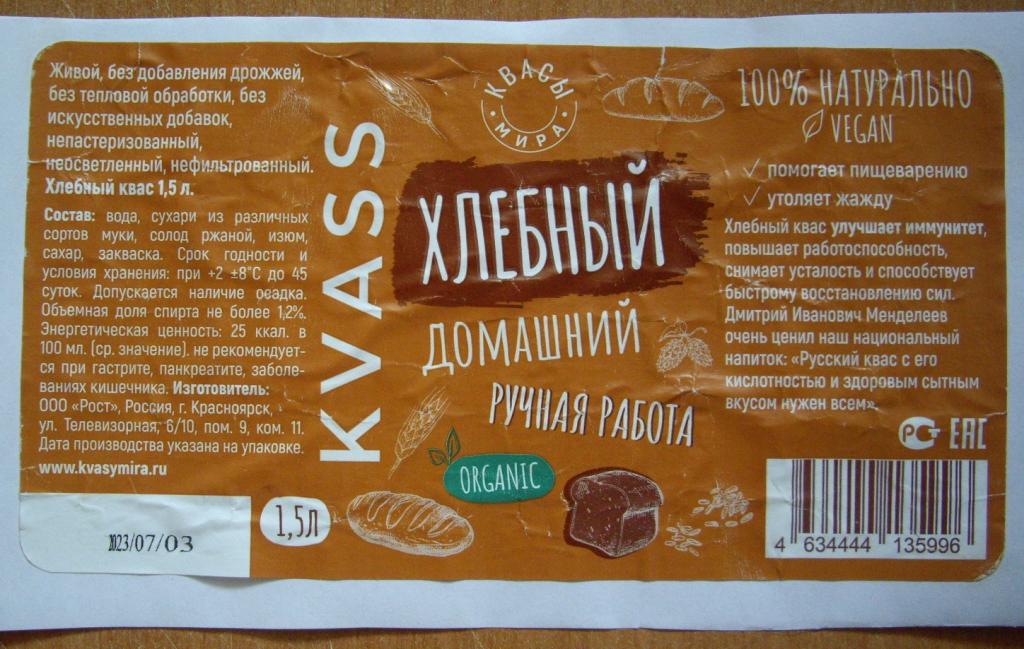 Живой, без добавления дрожжей,
без тепловой обработки, без
искусственных добавок,
непастеризованный,
неосветленный, нефильтрованный.
Хлебный квас 1,5 л.
Состав: вода, сухари из различных
сортов муки, солод ржаной, изюм,
сахар, закваска. Срок годности и
условия хранения: при +2 ±8°С до 45
суток. Допускается наличие осадка.
Объемная доля спирта не более 1,2%.
Энергетическая ценность: 25 ккал. в
100 мл. (ср. значение). не рекомендует-
ся при гастрите, панкреатите, заболе-
ваниях кишечника. Изготовитель:
ООО «Рост», Россия, г. Красноярск,
ул. Телевизорная, 6/10, пом. 9, ком. 11.
Дата производства указана на упаковке.
www.kvasymira.ru
2023/07/03
1,5л
KVASS
КВАСЫ
МИРА
ХЛЕБНЫЙ
ДОМАШНИЙ
РУЧНАЯ РАБОТА
ORGANIC
100% НАТУРАЛЬНО
VEGAN
помогает пищеварению
утоляет жажду
Хлебный квас улучшает иммунитет,
повышает работоспособность,
снимает усталость и способствует
быстрому восстановлению сил.
Дмитрий Иванович Менделеев
очень ценил наш национальный
напиток: «Русский квас с его
кислотностью и здоровым сытным
вкусом нужен всем».
РСТ ЕАС
4 634444 135996